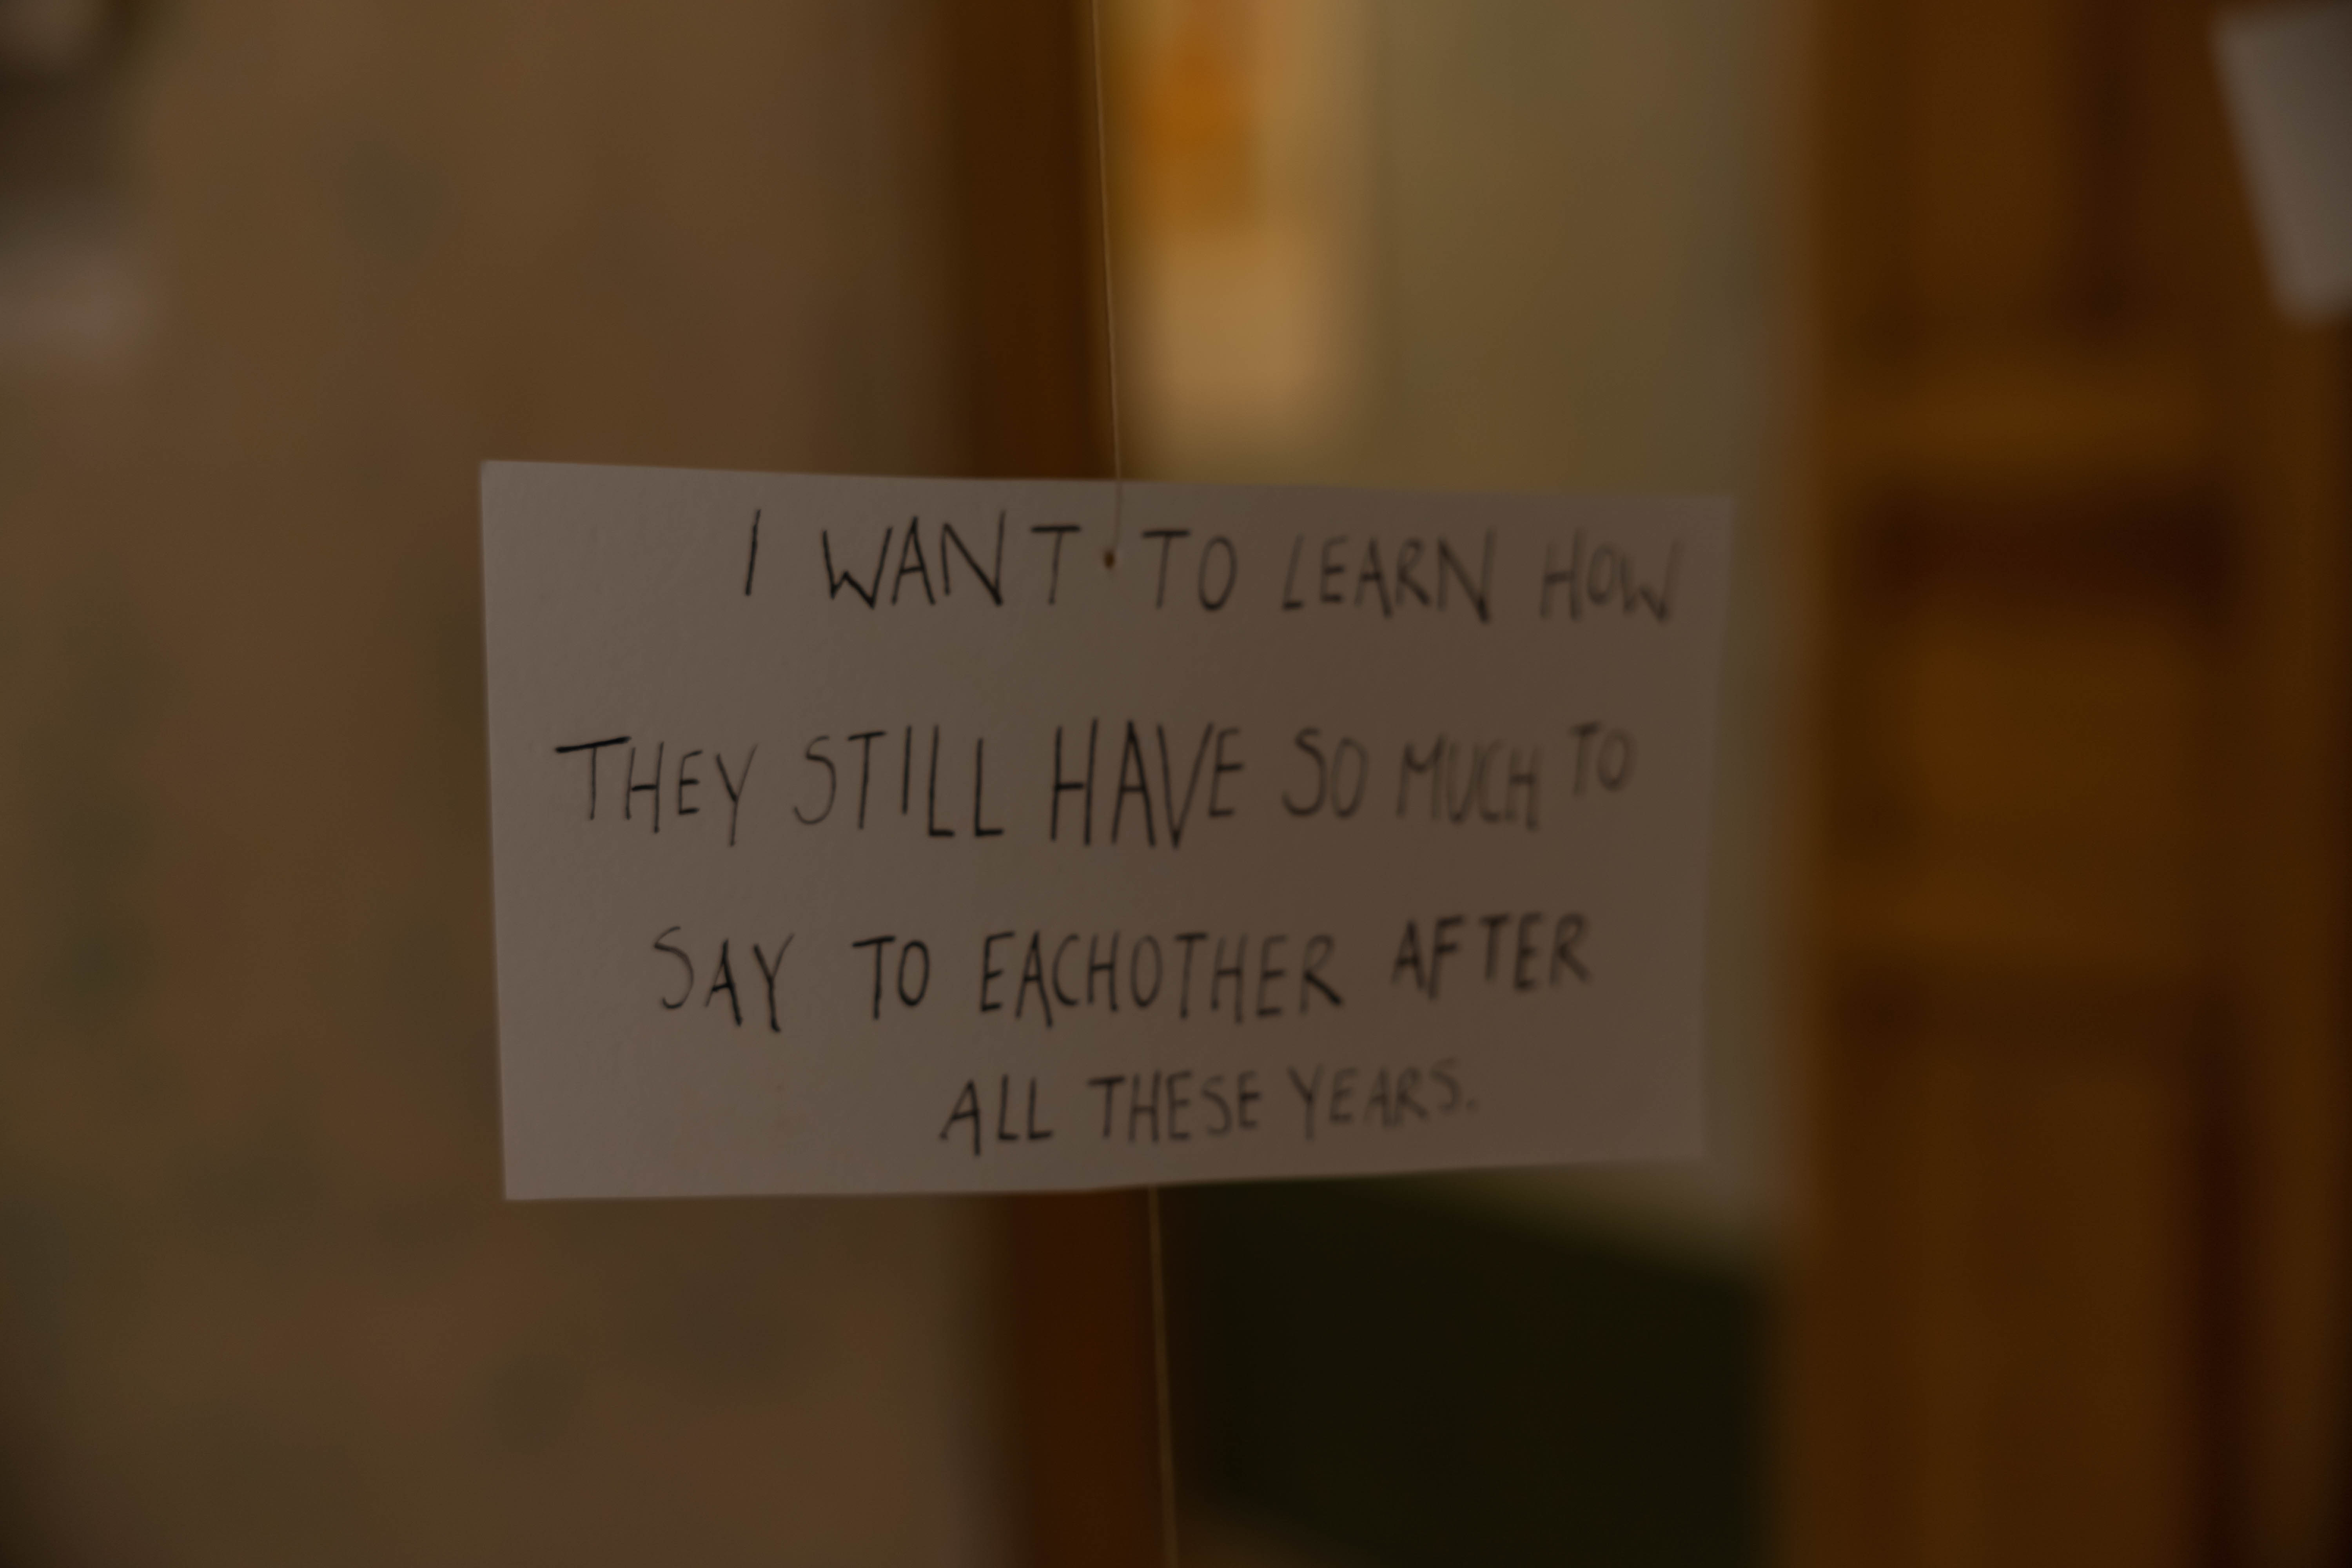 I WANT TO LEARN HOW
THEY STILL HAVE SO MUCH TO
SAY TO EACHOTHER AFTER
ALL THESE YEARS.